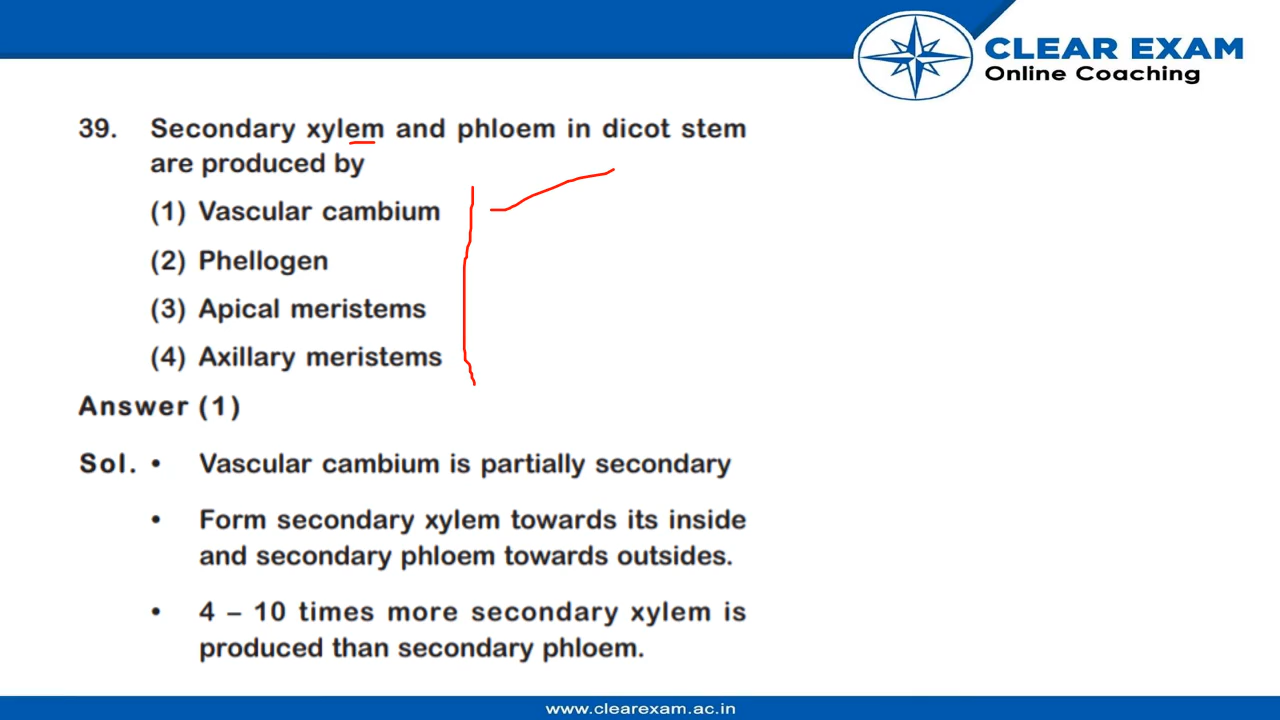 CLEAR EXAM
Online Coaching
39. Secondary xylem and phloem in dicot stem
are produced by
(1) Vascular cambium
(2) Phellogen
(3) Apical meristems
(4) Axillary meristems
Answer (1)
Sol. • Vascular cambium is partially secondary
• Form secondary xylem towards its inside
and secondary phloem towards outsides.
• 4 – 10 times more secondary xylem is
produced than secondary phloem.
www.clearexam.ac.in